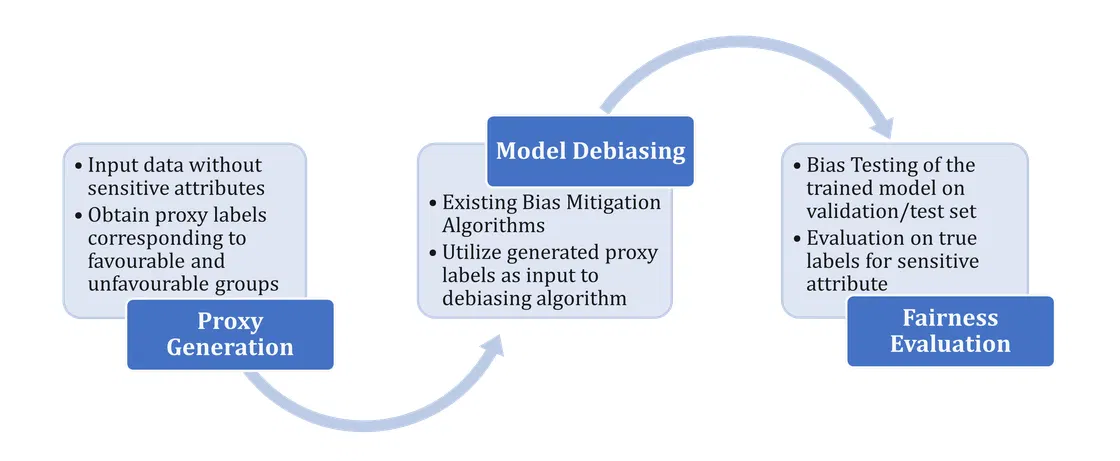 • Input data without
sensitive attributes
• Obtain proxy labels
corresponding to
favourable and
unfavourable groups
Proxy
Generation
Model Debiasing
• Existing Bias Mitigation
Algorithms
• Utilize generated proxy
labels as input to
debiasing algorithm
• Bias Testing of the
trained model on
validation/test set
• Evaluation on true
labels for sensitive
attribute
Fairness
Evaluation